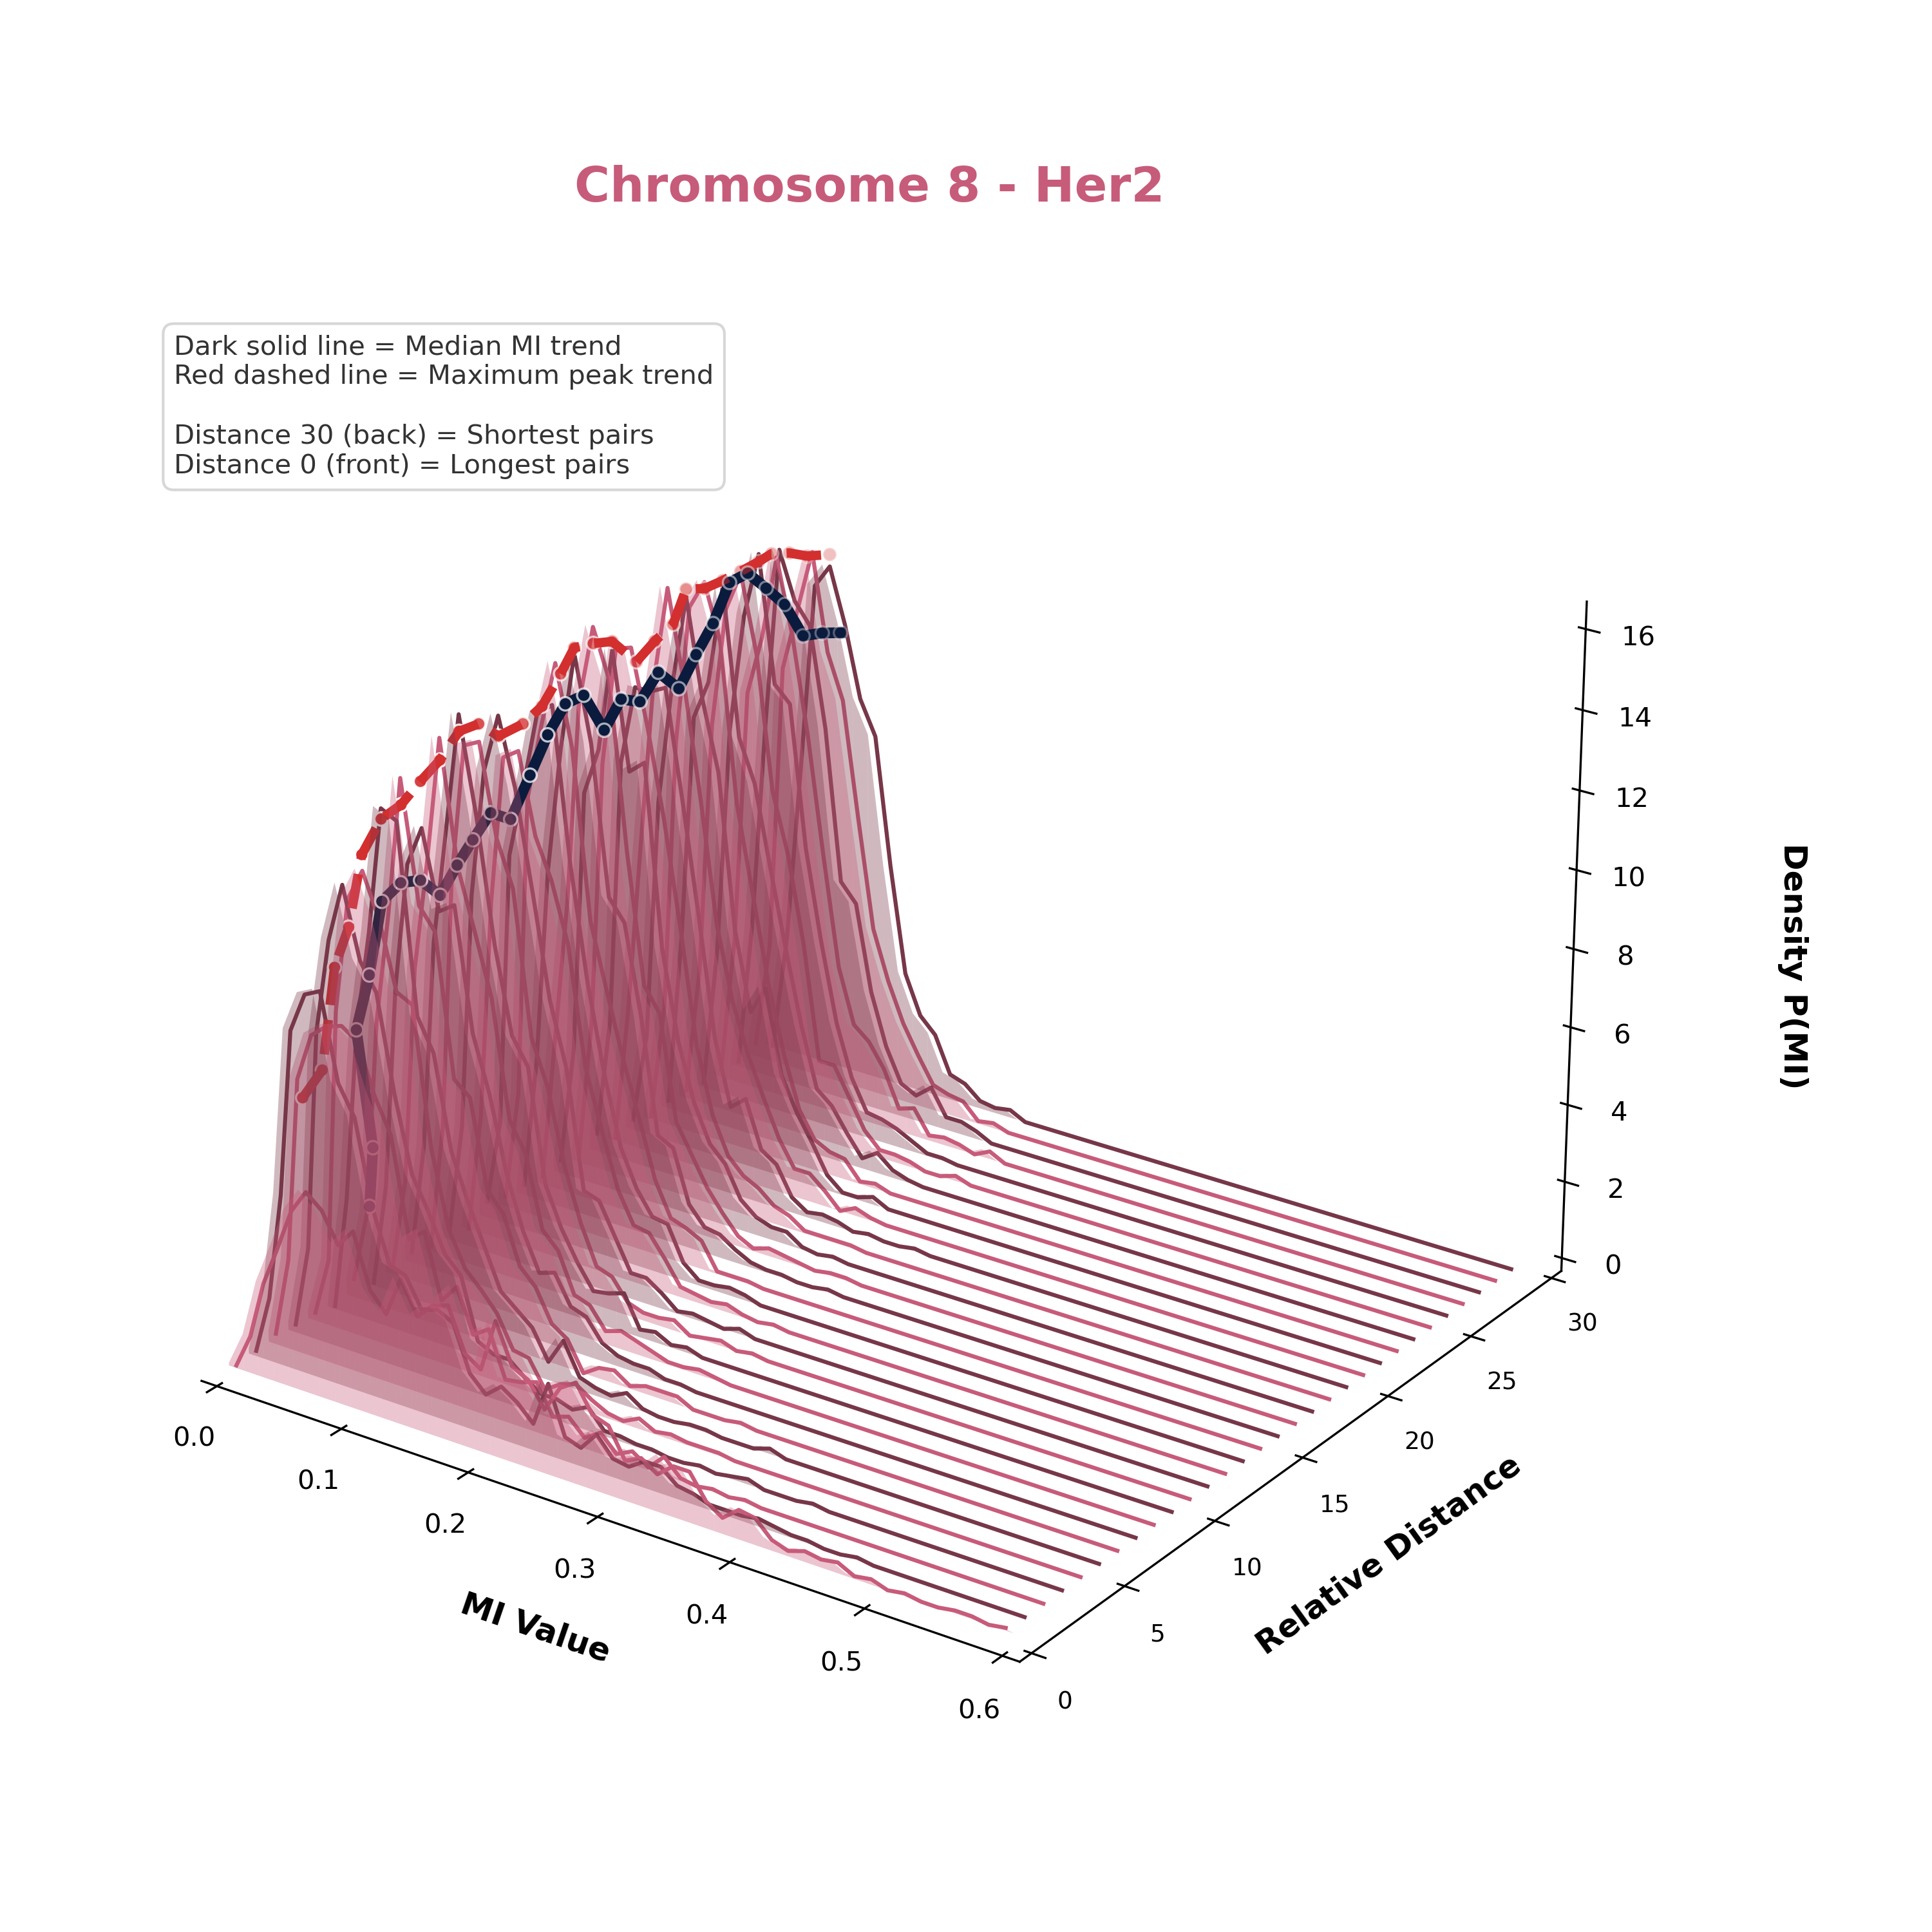 Chromosome 8 - Her2
Dark solid line = Median MI trend
Red dashed line = Maximum peak trend
Distance 30 (back) = Shortest pairs
Distance 0 (front) = Longest pairs
16
14
12
10
8
6
4
2
0
Density P(MI)
0.0
0.1
0.2
0.3
0.4
0.5
0.6
MI Value
0
5
10
15
20
25
30
Relative Distance